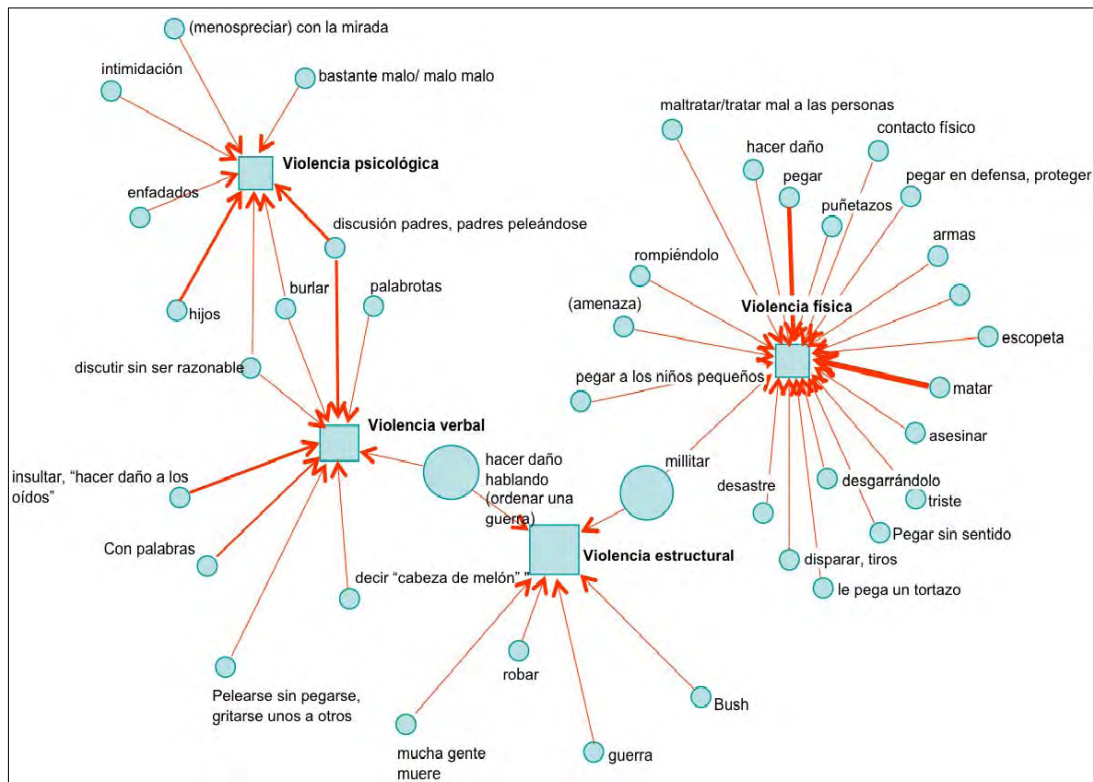 (menospreciar) con la mirada
intimidación
bastante malo/ malo malo
Violencia psicológica
enfadados
discusión padres, padres peleándose
hijos
burlar
palabrotas
discutir sin ser razonable
Violencia verbal
insultar, “hacer daño a los
oídos”
Con palabras
decir “cabeza de melón” "
Pelearse sin pegarse,
gritarse unos a otros
hacer daño
hablando
(ordenar una
guerra)
millitar
Violencia estructural
robar
mucha gente
muere
guerra
Bush
maltratar/tratar mal a las personas
contacto físico
hacer daño
pegar
pegar en defensa, proteger
puñetazos
armas
rompiéndolo
Violencia física
(amenaza)
escopeta
pegar a los niños pequeños
matar
asesinar
desastre
desgarrándolo
triste
Pegar sin sentido
disparar, tiros
le pega un tortazo